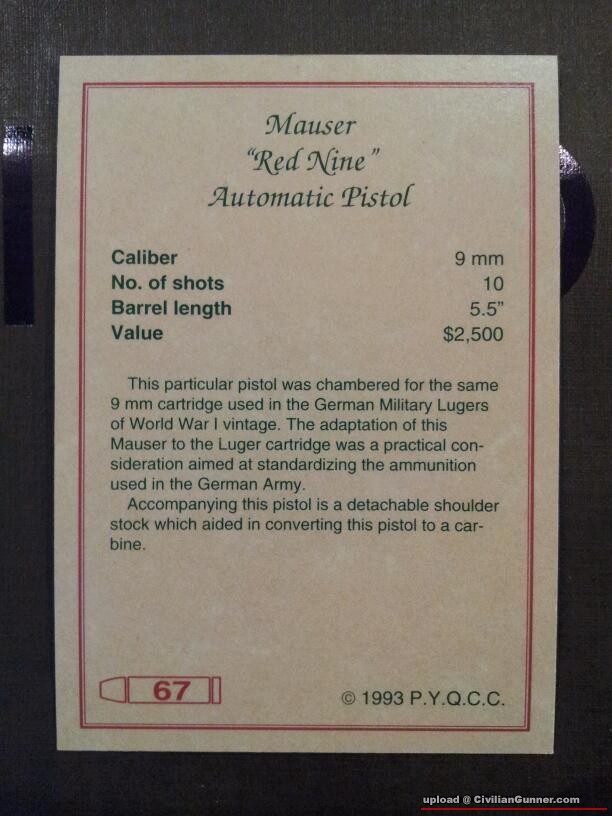 Mauser
“Red Nine”
Automatic Pistol
Caliber 9 mm
No. of shots 10
Barrel length 5.5”
Value $2,500
This particular pistol was chambered for the same
9 mm cartridge used in the German Military Lugers
of World War I vintage. The adaptation of this
Mauser to the Luger cartridge was a practical con-
sideration aimed at standardizing the ammunition
used in the German Army.
Accompanying this pistol is a detachable shoulder
stock which aided in converting this pistol to a car-
bine.
67 © 1993 P.Y.Q.C.C.
upload @ CivilianGunner.com